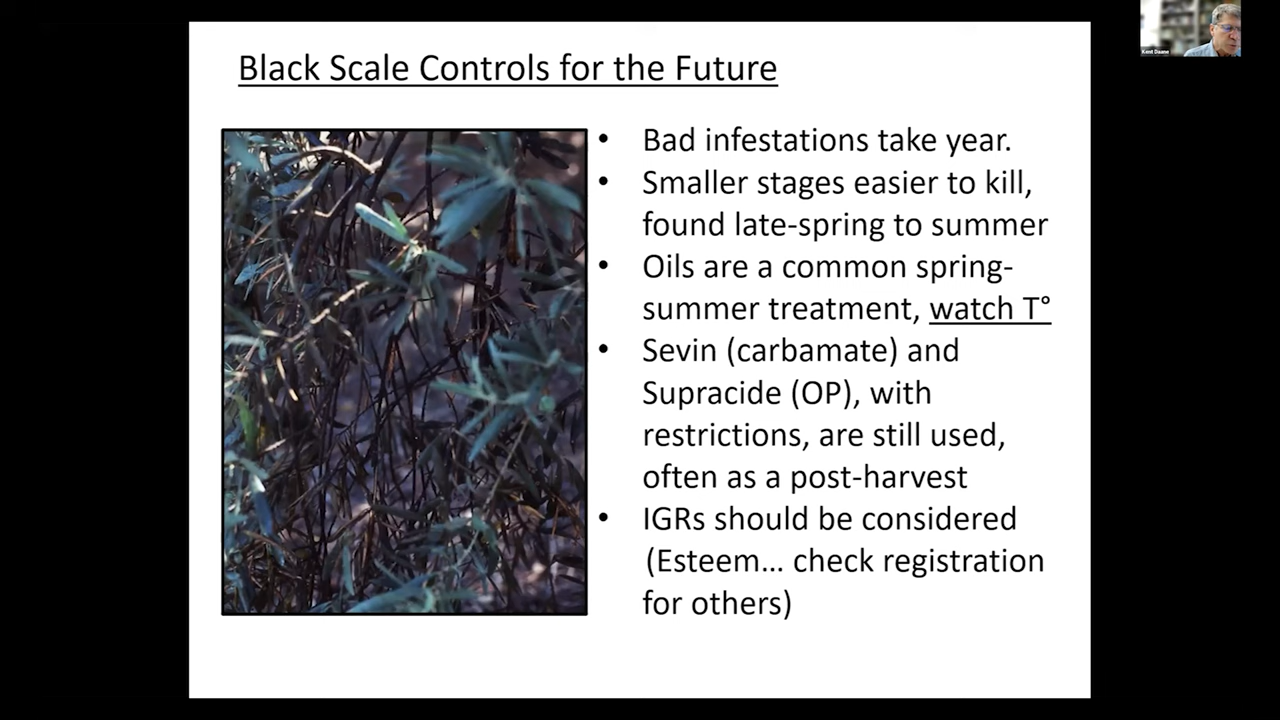 Black Scale Controls for the Future
• Bad infestations take year.
• Smaller stages easier to kill,
found late-spring to summer
• Oils are a common spring-
summer treatment, watch T°
• Sevin (carbamate) and
Supracide (OP), with
restrictions, are still used,
often as a post-harvest
• IGRs should be considered
(Esteem... check registration
for others)
Kent Daane